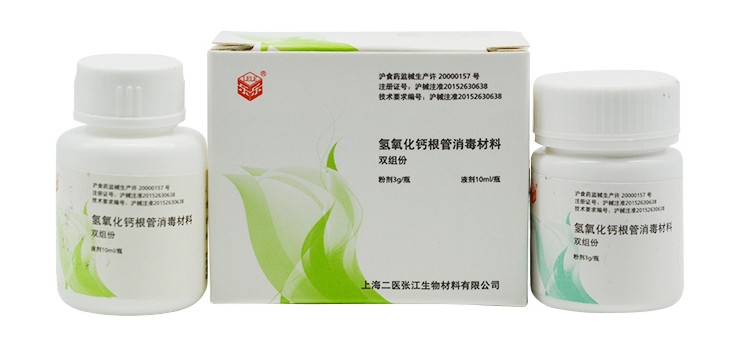 沪食药监械生产许 20000157 号
注册证号：沪械注准20152630638
技术要求编号：沪械注准20152630638
氢氧化钙根管消毒材料
双组份
液剂10ml/瓶
乐乐
®
沪食药监械生产许 20000157 号
注册证号：沪械注准20152630638
技术要求编号：沪械注准20152630638
氢氧化钙根管消毒材料
双组份
粉剂3g/瓶 液剂10ml/瓶
上海二医张江生物材料有限公司
沪食药监械生产许 20000157 号
注册证号：沪械注准20152630638
技术要求编号：沪械注准20152630638
氢氧化钙根管消毒材料
双组份
粉剂3g/瓶